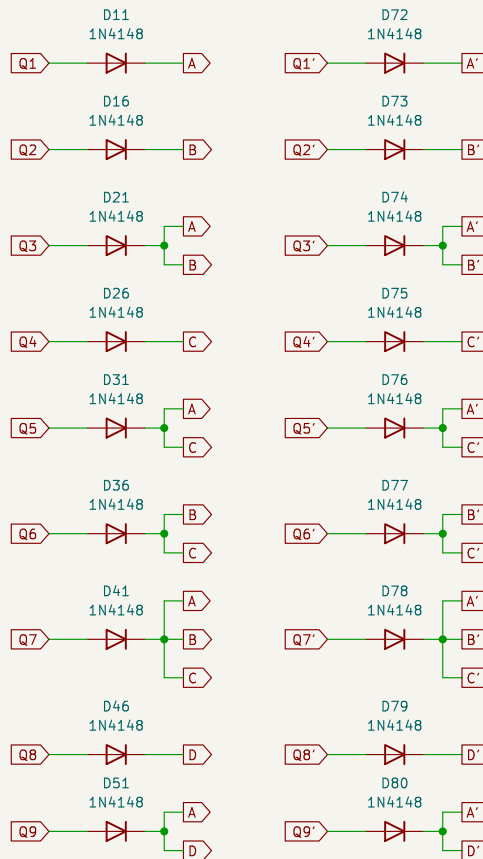 D11
1N4148
Q1
A
D72
1N4148
Q1'
A'
D16
1N4148
Q2
B
D73
1N4148
Q2'
B'
D21
1N4148
Q3
A
B
D74
1N4148
Q3'
A'
B'
D26
1N4148
Q4
C
D75
1N4148
Q4'
C'
D31
1N4148
Q5
A
C
D76
1N4148
Q5'
A'
C'
D36
1N4148
Q6
B
C
D77
1N4148
Q6'
B'
C'
D41
1N4148
Q7
A
B
C
D78
1N4148
Q7'
A'
B'
C'
D46
1N4148
Q8
D
D79
1N4148
Q8'
D'
D51
1N4148
Q9
A
D
D80
1N4148
Q9'
A'
D'